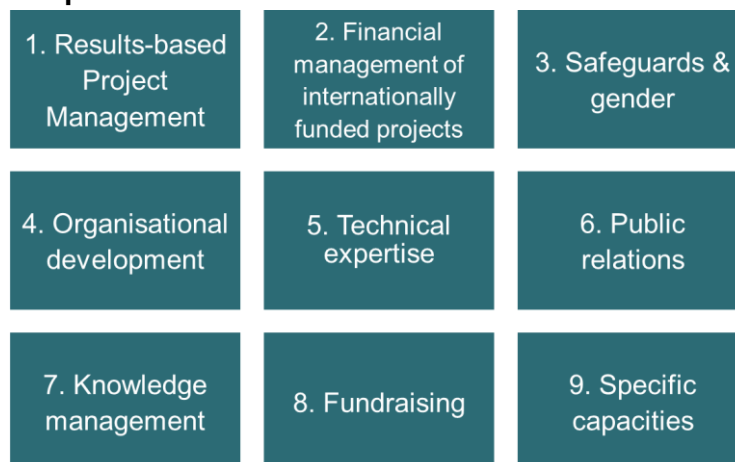 1. Results-based
Project
Management
2. Financial
management of
internationally
funded projects
3. Safeguards &
gender
4. Organisational
development
5. Technical
expertise
6. Public
relations
7. Knowledge
management
8. Fundraising
9. Specific
capacities